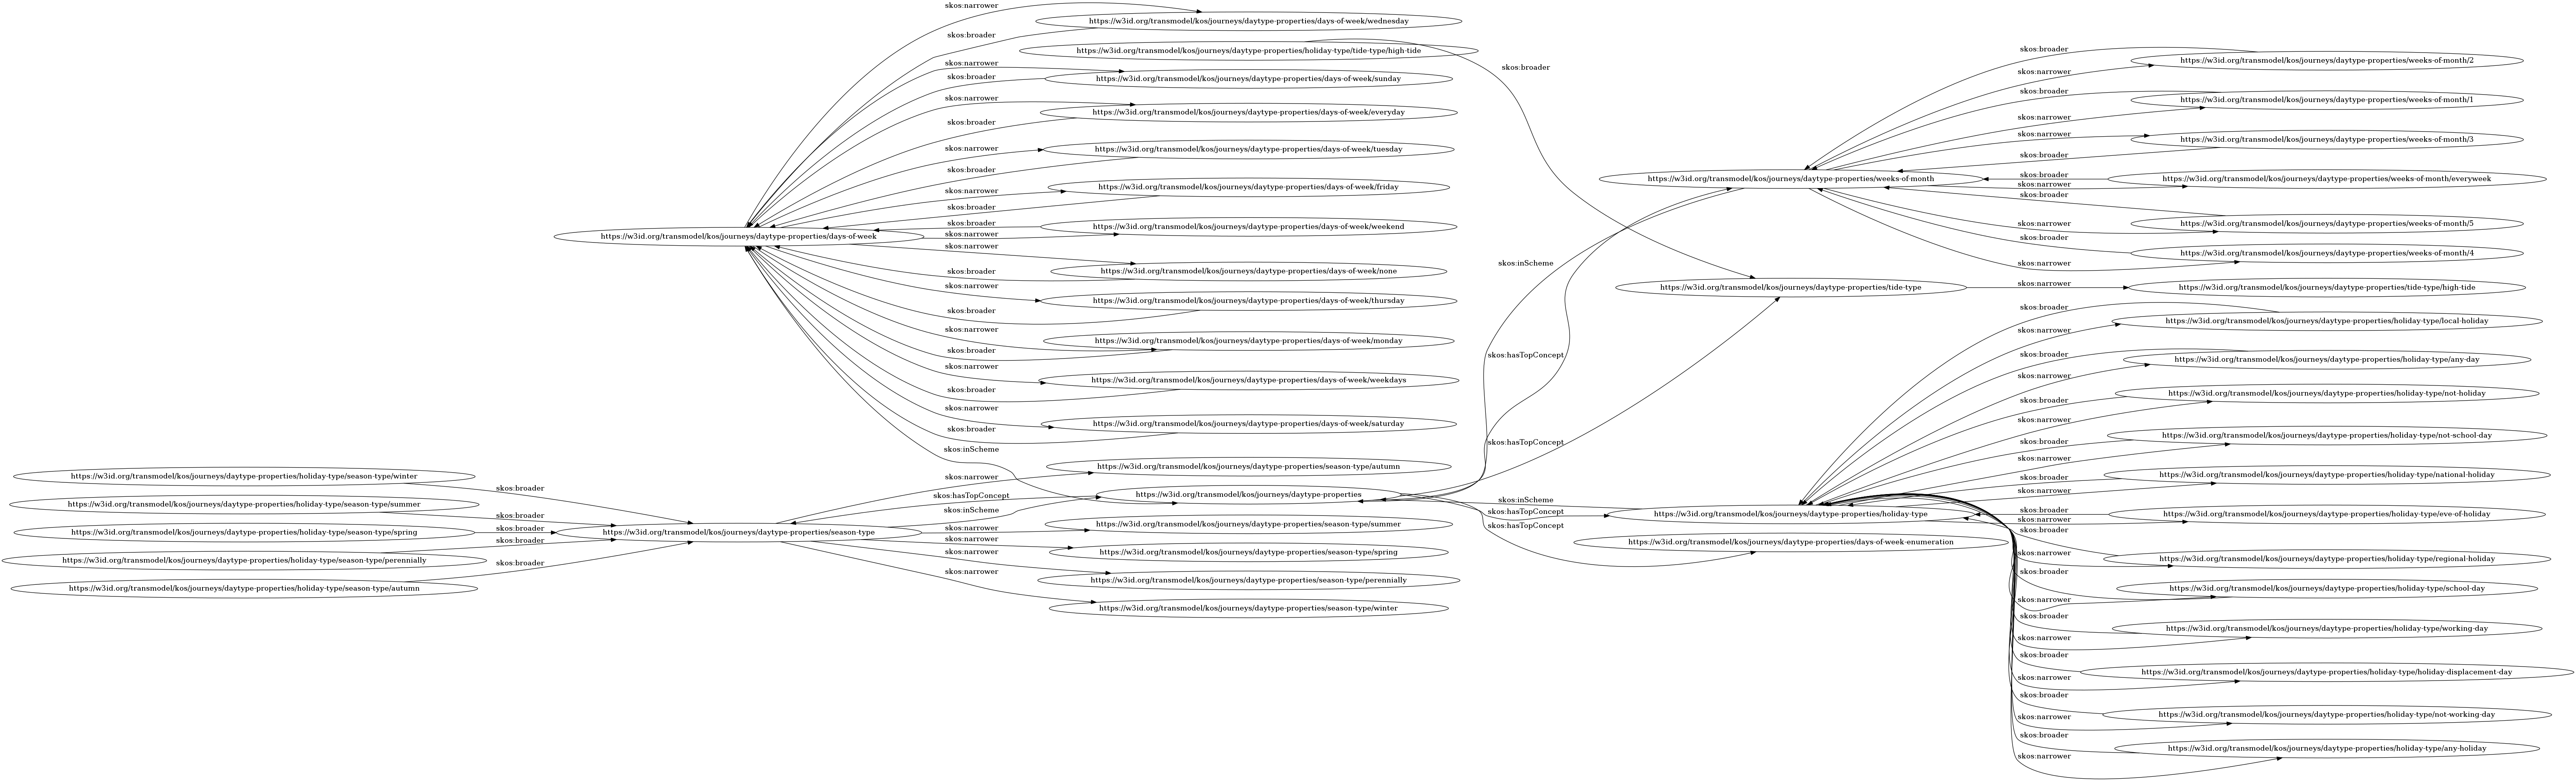 skos:narrower
https://w3id.org/transmodel/kos/journeys/daytype-properties/days-of-week/wednesday
skos:broader
https://w3id.org/transmodel/kos/journeys/daytype-properties/holiday-type/tide-type/high-tide
skos:broader
skos:narrower
https://w3id.org/transmodel/kos/journeys/daytype-properties/days-of-week/sunday
skos:broader
skos:narrower
https://w3id.org/transmodel/kos/journeys/daytype-properties/days-of-week/everyday
skos:broader
skos:narrower
https://w3id.org/transmodel/kos/journeys/daytype-properties/days-of-week/tuesday
skos:broader
skos:narrower
https://w3id.org/transmodel/kos/journeys/daytype-properties/days-of-week/friday
skos:broader
skos:broader
https://w3id.org/transmodel/kos/journeys/daytype-properties/days-of-week/weekend
https://w3id.org/transmodel/kos/journeys/daytype-properties/days-of-week
skos:narrower
skos:narrower
https://w3id.org/transmodel/kos/journeys/daytype-properties/days-of-week/none
skos:broader
skos:narrower
https://w3id.org/transmodel/kos/journeys/daytype-properties/days-of-week/thursday
skos:broader
skos:narrower
https://w3id.org/transmodel/kos/journeys/daytype-properties/days-of-week/monday
skos:broader
skos:narrower
https://w3id.org/transmodel/kos/journeys/daytype-properties/days-of-week/weekdays
skos:broader
skos:narrower
https://w3id.org/transmodel/kos/journeys/daytype-properties/days-of-week/saturday
skos:broader
skos:inScheme
https://w3id.org/transmodel/kos/journeys/daytype-properties/holiday-type/season-type/winter
skos:broader
https://w3id.org/transmodel/kos/journeys/daytype-properties/holiday-type/season-type/summer
skos:broader
https://w3id.org/transmodel/kos/journeys/daytype-properties/holiday-type/season-type/spring
skos:broader
https://w3id.org/transmodel/kos/journeys/daytype-properties/holiday-type/season-type/perennially
skos:broader
https://w3id.org/transmodel/kos/journeys/daytype-properties/holiday-type/season-type/autumn
skos:broader
https://w3id.org/transmodel/kos/journeys/daytype-properties/season-type
skos:narrower
https://w3id.org/transmodel/kos/journeys/daytype-properties/season-type/autumn
skos:hasTopConcept
https://w3id.org/transmodel/kos/journeys/daytype-properties
skos:inScheme
skos:narrower
https://w3id.org/transmodel/kos/journeys/daytype-properties/season-type/summer
skos:narrower
https://w3id.org/transmodel/kos/journeys/daytype-properties/season-type/spring
skos:narrower
https://w3id.org/transmodel/kos/journeys/daytype-properties/season-type/perennially
skos:narrower
https://w3id.org/transmodel/kos/journeys/daytype-properties/season-type/winter
skos:inScheme
skos:hasTopConcept
skos:hasTopConcept
skos:inScheme
skos:hasTopConcept
skos:hasTopConcept
https://w3id.org/transmodel/kos/journeys/daytype-properties/weeks-of-month
https://w3id.org/transmodel/kos/journeys/daytype-properties/tide-type
https://w3id.org/transmodel/kos/journeys/daytype-properties/holiday-type
https://w3id.org/transmodel/kos/journeys/daytype-properties/days-of-week-enumeration
skos:broader
https://w3id.org/transmodel/kos/journeys/daytype-properties/weeks-of-month/2
skos:narrower
skos:broader
https://w3id.org/transmodel/kos/journeys/daytype-properties/weeks-of-month/1
skos:narrower
skos:narrower
https://w3id.org/transmodel/kos/journeys/daytype-properties/weeks-of-month/3
skos:broader
skos:broader
https://w3id.org/transmodel/kos/journeys/daytype-properties/weeks-of-month/everyweek
skos:narrower
skos:broader
skos:narrower
https://w3id.org/transmodel/kos/journeys/daytype-properties/weeks-of-month/5
skos:broader
https://w3id.org/transmodel/kos/journeys/daytype-properties/weeks-of-month/4
skos:narrower
skos:narrower
https://w3id.org/transmodel/kos/journeys/daytype-properties/tide-type/high-tide
skos:broader
https://w3id.org/transmodel/kos/journeys/daytype-properties/holiday-type/local-holiday
skos:narrower
skos:broader
https://w3id.org/transmodel/kos/journeys/daytype-properties/holiday-type/any-day
skos:narrower
https://w3id.org/transmodel/kos/journeys/daytype-properties/holiday-type/not-holiday
skos:broader
skos:narrower
https://w3id.org/transmodel/kos/journeys/daytype-properties/holiday-type/not-school-day
skos:broader
skos:narrower
https://w3id.org/transmodel/kos/journeys/daytype-properties/holiday-type/national-holiday
skos:broader
skos:narrower
skos:broader
https://w3id.org/transmodel/kos/journeys/daytype-properties/holiday-type/eve-of-holiday
skos:narrower
skos:broader
skos:narrower
https://w3id.org/transmodel/kos/journeys/daytype-properties/holiday-type/regional-holiday
skos:broader
https://w3id.org/transmodel/kos/journeys/daytype-properties/holiday-type/school-day
skos:narrower
skos:broader
https://w3id.org/transmodel/kos/journeys/daytype-properties/holiday-type/working-day
skos:narrower
skos:broader
https://w3id.org/transmodel/kos/journeys/daytype-properties/holiday-type/holiday-displacement-day
skos:narrower
skos:broader
https://w3id.org/transmodel/kos/journeys/daytype-properties/holiday-type/not-working-day
skos:narrower
skos:broader
https://w3id.org/transmodel/kos/journeys/daytype-properties/holiday-type/any-holiday
skos:narrower